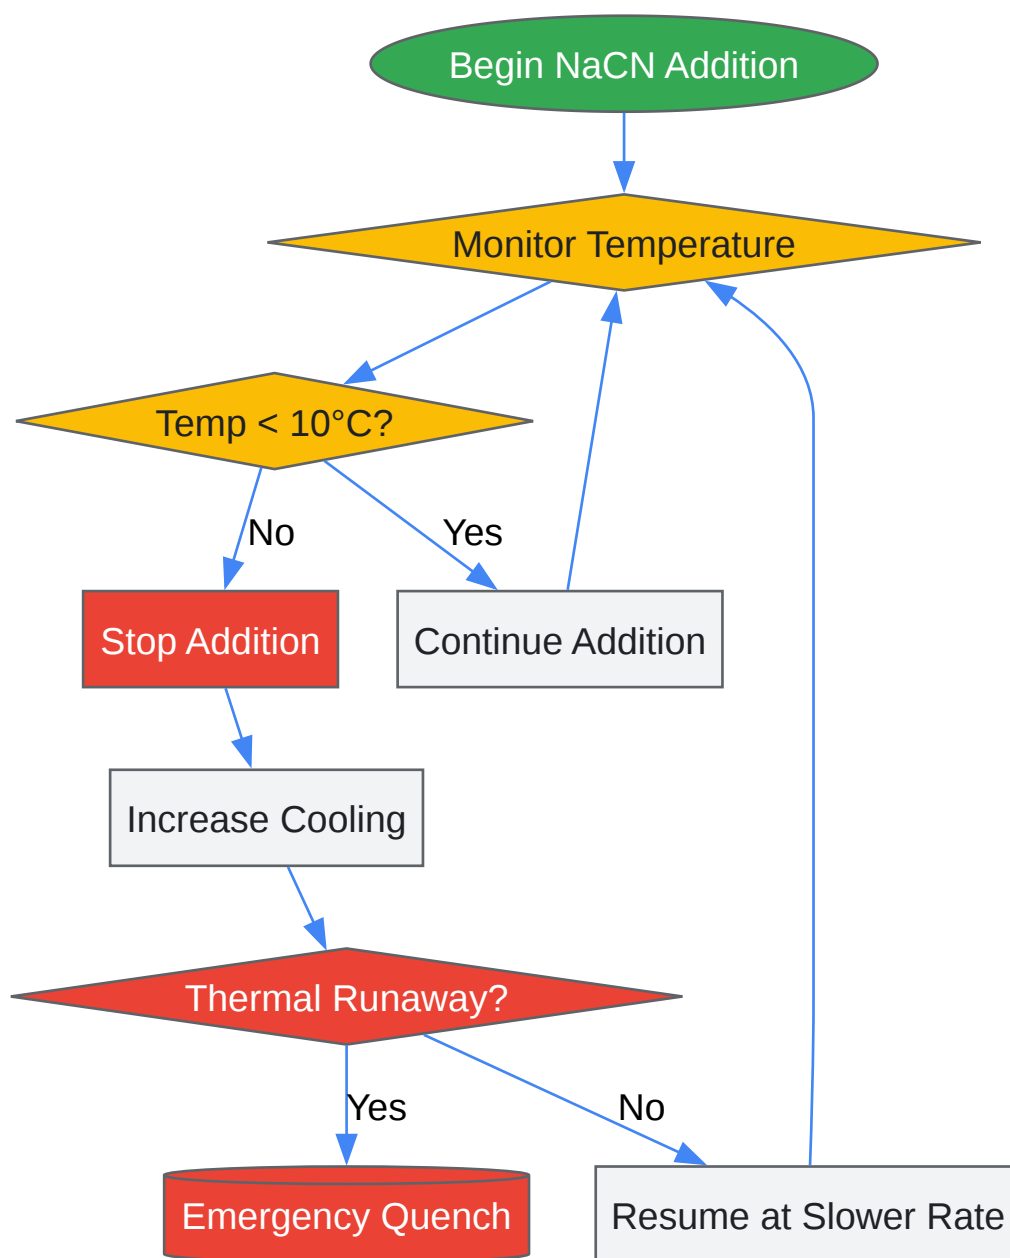 Begin NaCN Addition
Monitor Temperature
Temp < 10°C?
No
Yes
Stop Addition
Continue Addition
Increase Cooling
Thermal Runaway?
Yes
No
Emergency Quench
Resume at Slower Rate